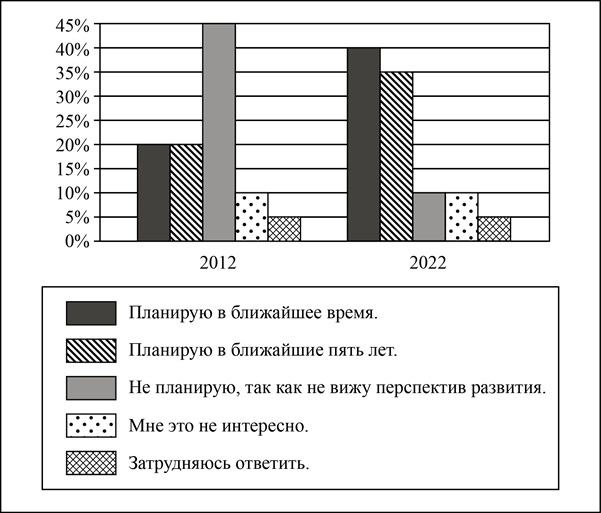 45%
40%
35%
30%
25%
20%
15%
10%
5%
0%
2012 2022
Планирую в ближайшее время.
Планирую в ближайшие пять лет.
Не планирую, так как не вижу перспектив развития.
Мне это не интересно.
Затрудняюсь ответить.